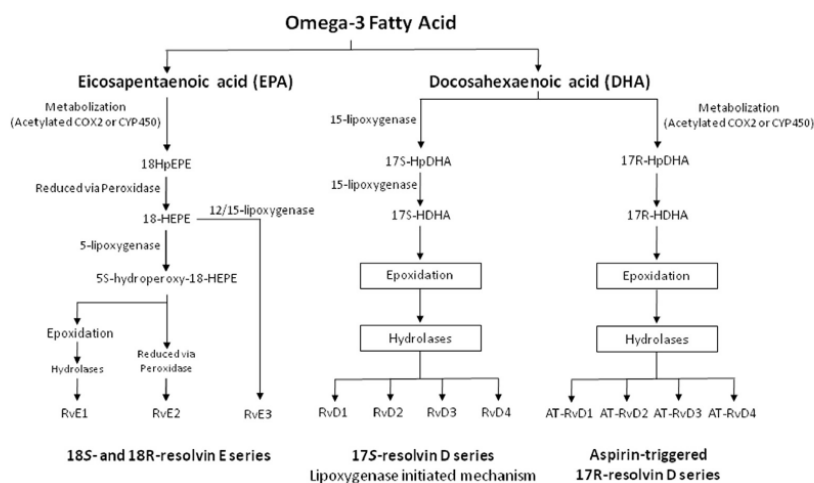 Omega-3 Fatty Acid
Eicosapentaenoic acid (EPA)
Docosahexaenoic acid (DHA)
Metabolization
(Acetylated COX2 or CYP450)
15-lipoxygenase
Metabolization
(Acetylated COX2 or CYP450)
18HpEPE
17S-HpDHA
17R-HpDHA
Reduced via Peroxidase
15-lipoxygenase
18-HEPE
12/15-lipoxygenase
17S-HDHA
17R-HDHA
5-lipoxygenase
5S-hydroperoxy-18-HEPE
Epoxidation
Epoxidation
Epoxidation
Hydrolases
Reduced via
Peroxidase
Hydrolases
Hydrolases
RvE1
RvE2
RvE3
RvD1
RvD2
RvD3
RvD4
AT-RvD1
AT-RvD2
AT-RvD3
AT-RvD4
18S- and 18R-resolvin E series
17S-resolvin D series
Lipoxygenase initiated mechanism
Aspirin-triggered
17R-resolvin D series